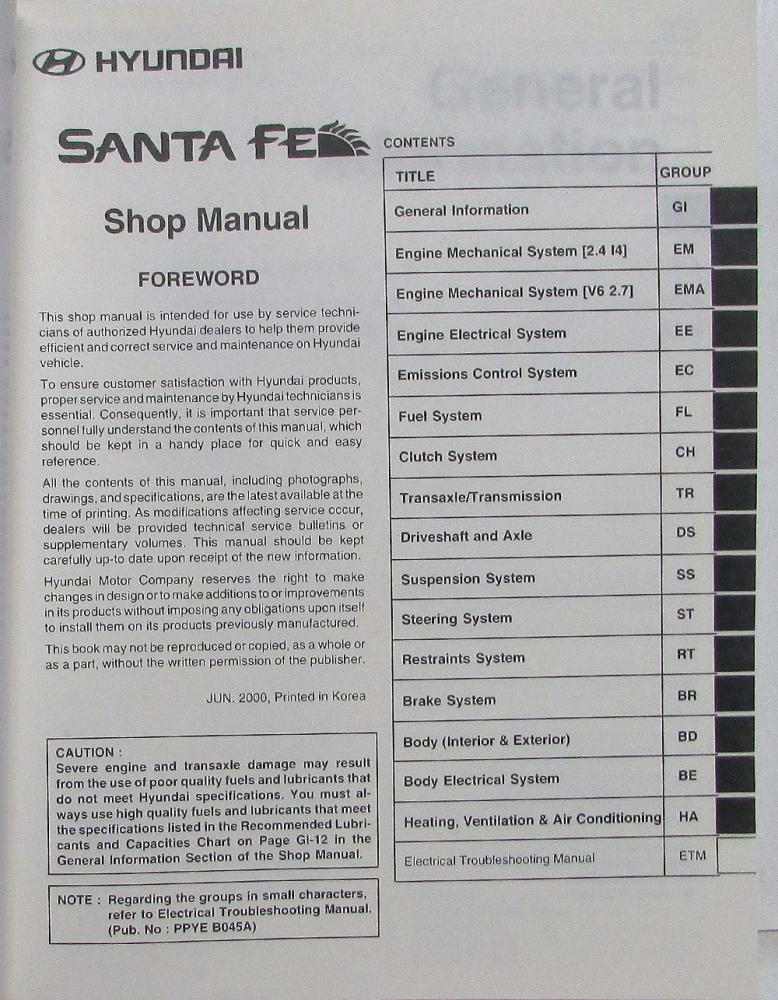 HYUNDAI
SANTA FE
Shop Manual
FOREWORD
This shop manual is intended for use by service techni-
cians of authorized Hyundai dealers to help them provide
efficient and correct service and maintenance on Hyundai
vehicle.
To ensure customer satisfaction with Hyundai products,
proper service and maintenance by Hyundai technicians is
essential. Consequently, it is important that service per-
sonnel fully understand the contents of this manual, which
should be kept in a handy place for quick and easy
reference.
All the contents of this manual, including photographs,
drawings, and specifications, are the latest available at the
time of printing. As modifications affecting service occur,
dealers will be provided technical service bulletins or
supplementary volumes. This manual should be kept
carefully up-to date upon receipt of the new information.
Hyundai Motor Company reserves the right to make
changes in design or to make additions to or improvements
in its products without imposing any obligations upon itself
to install them on its products previously manufactured.
This book may not be reproduced or copied, as a whole or
as a part, without the written permission of the publisher.
JUN. 2000, Printed in Korea
CAUTION :
Severe engine and transaxle damage may result
from the use of poor quality fuels and lubricants that
do not meet Hyundai specifications. You must al-
ways use high quality fuels and lubricants that meet
the specifications listed in the Recommended Lubri-
cants and Capacities Chart on Page GI-12 in the
General Information Section of the Shop Manual.
NOTE : Regarding the groups in small characters,
refer to Electrical Troubleshooting Manual.
(Pub. No : PPYE B045A)
CONTENTS
TITLE GROUP
General Information GI
Engine Mechanical System [2.4 I4] EM
Engine Mechanical System [V6 2.7] EMA
Engine Electrical System EE
Emissions Control System EC
Fuel System FL
Clutch System CH
Transaxle/Transmission TR
Driveshaft and Axle DS
Suspension System SS
Steering System ST
Restraints System RT
Brake System BR
Body (Interior & Exterior) BD
Body Electrical System BE
Heating, Ventilation & Air Conditioning HA
Electrical Troubleshooting Manual ETM
General